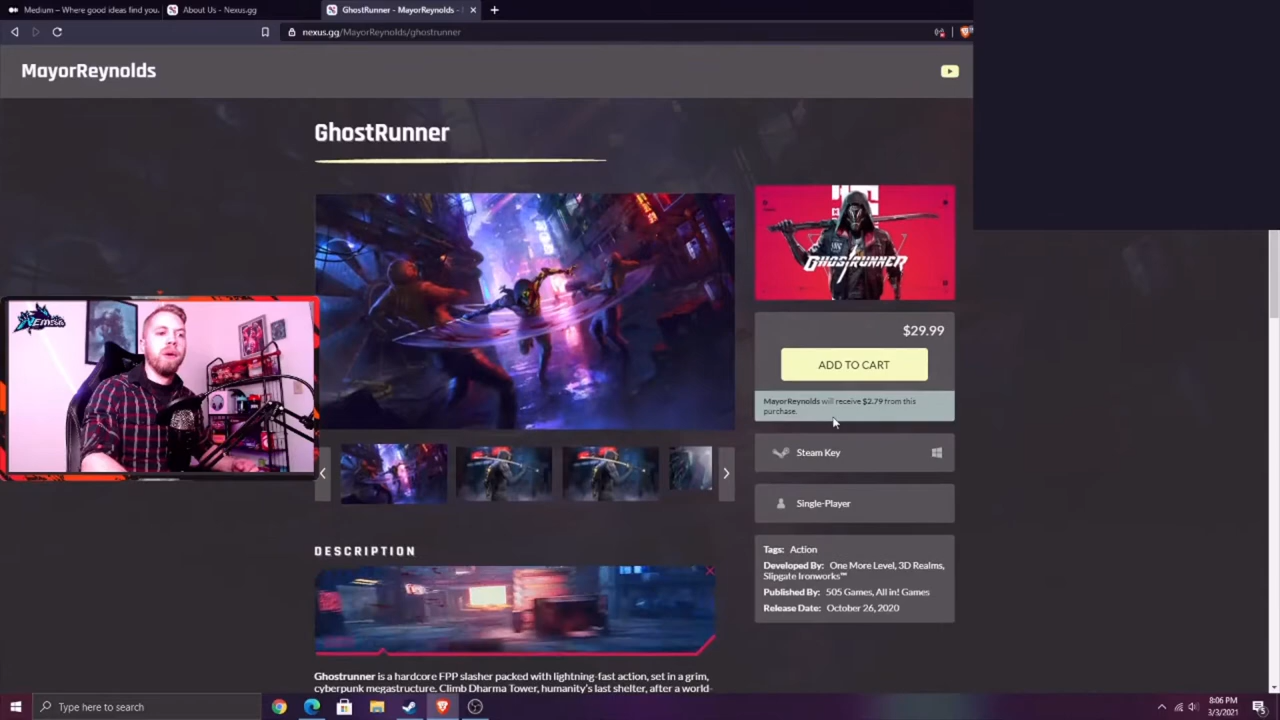 Medium – Where good ideas find you.
About Us - Nexus.gg
GhostRunner - MayorReynolds -
nexus.gg/MayorReynolds/ghostrunner
MayorReynolds
GhostRunner
GHOSTRUNNER
$29.99
ADD TO CART
MayorReynolds will receive $2.79 from this
purchase.
Steam Key
Single-Player
Tags: Action
Developed By: One More Level, 3D Realms,
Slipgate Ironworks™
Published By: 505 Games, All in! Games
Release Date: October 26, 2020
DESCRIPTION
Ghostrunner is a hardcore FPP slasher packed with lightning-fast action, set in a grim,
cyberpunk megastructure. Climb Dharma Tower, humanity's last shelter, after a world-
Type here to search
8:06 PM
3/3/2021